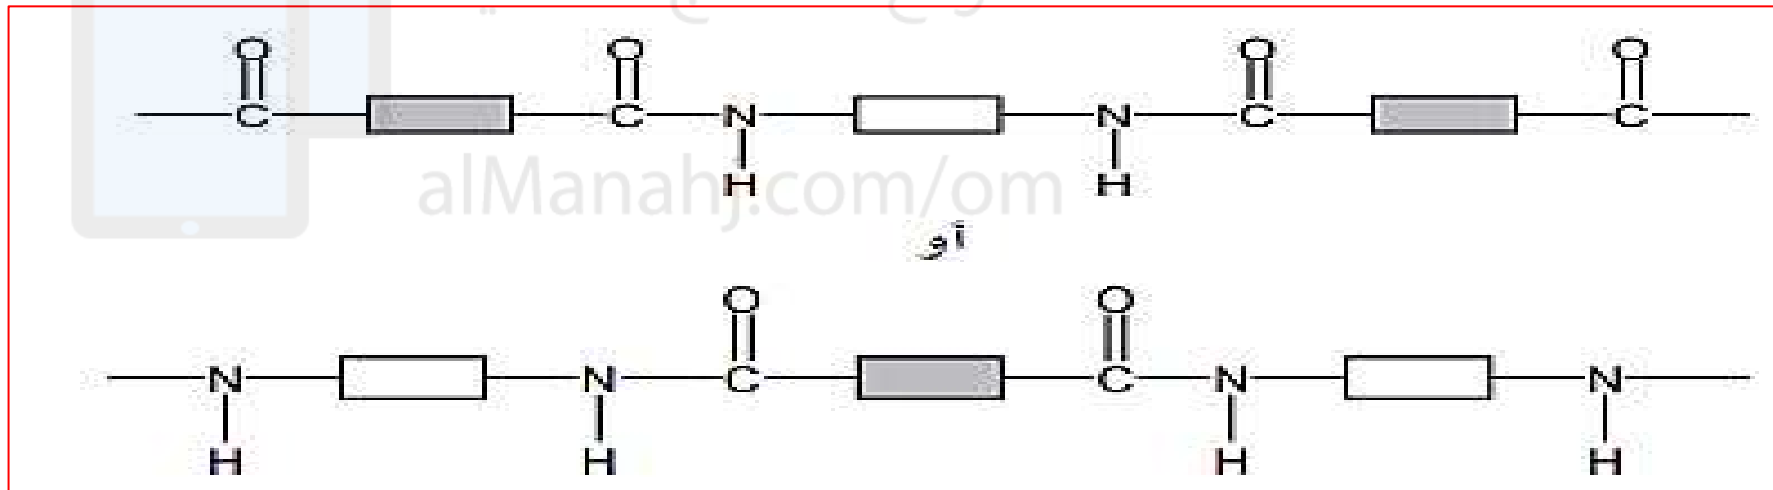 O O O O
C C N N C C
H H
alManahj.com/om
أو
O O
N N C C N N
H H H H